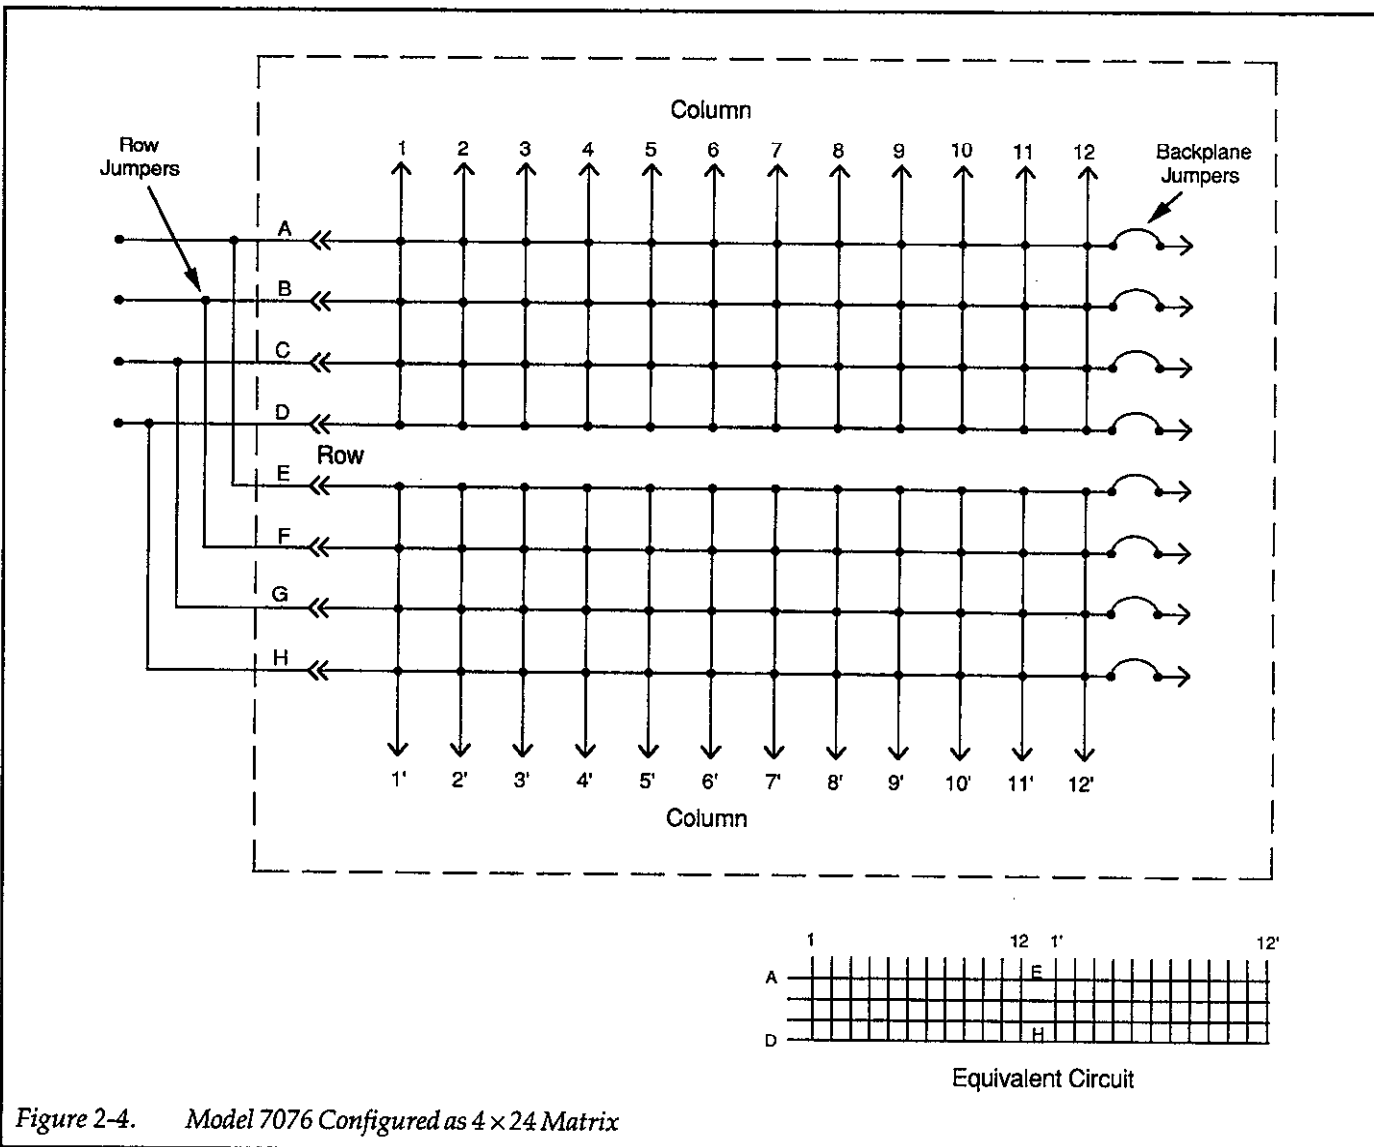 Column
Row
Jumpers
1 2 3 4 5 6 7 8 9 10 11 12
Backplane
Jumpers
A
B
C
D
Row
E
F
G
H
1' 2' 3' 4' 5' 6' 7' 8' 9' 10' 11' 12'
Column
1 12 1' 12'
A E
D H
Equivalent Circuit
Figure 2-4. Model 7076 Configured as 4 × 24 Matrix